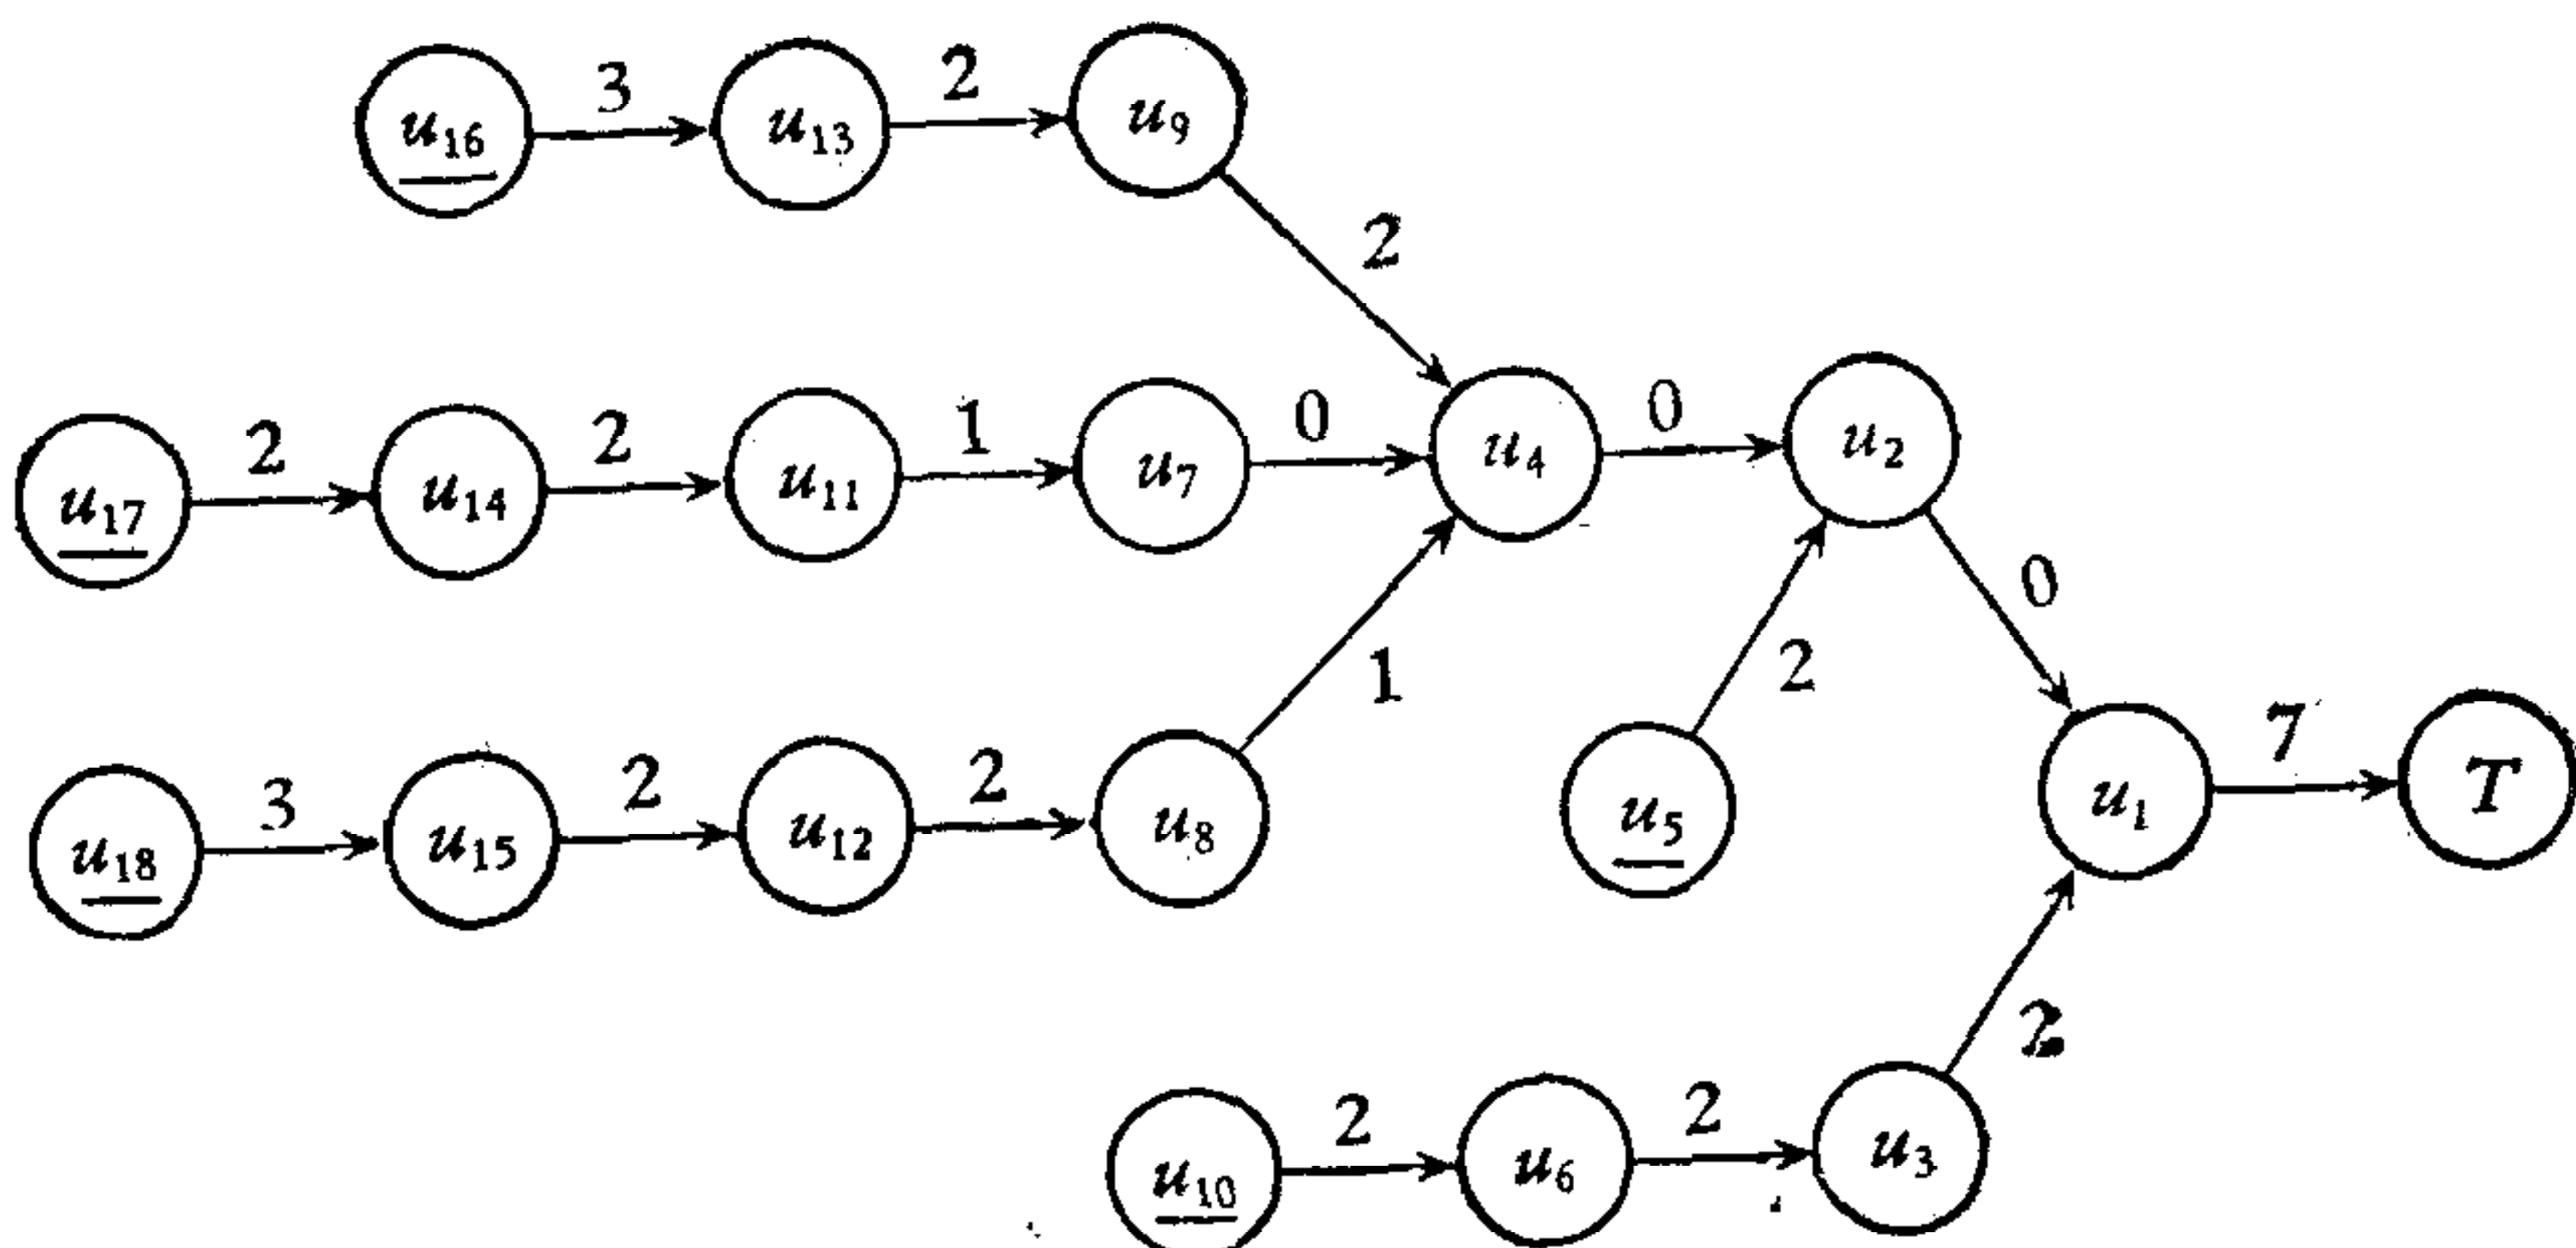 u₁₆ 3 u₁₃ 2 u₉
2
u₁₇ 2 u₁₄ 2 u₁₁ 1 u₇ 0 u₄ 0 u₂
0
1 2
u₁₈ 3 u₁₅ 2 u₁₂ 2 u₈ u₅ u₁ 7 T
2
u₁₀ 2 u₆ 2 u₃